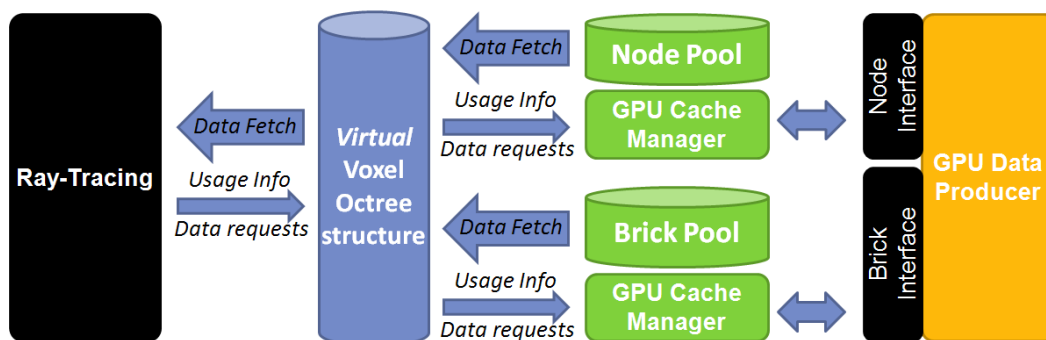 Ray-Tracing
Data Fetch
Usage Info
Data requests
Virtual
Voxel
Octree
structure
Data Fetch
Usage Info
Data requests
Node Pool
GPU Cache
Manager
Data Fetch
Usage Info
Data requests
Brick Pool
GPU Cache
Manager
Node
Interface
Brick
Interface
GPU Data
Producer